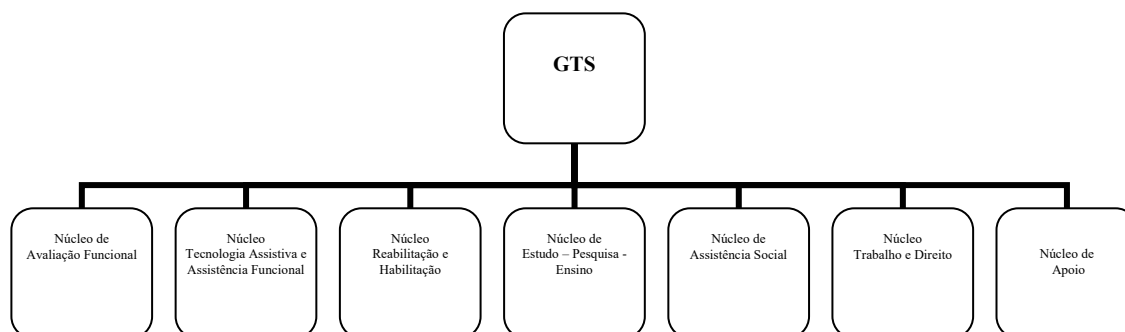 GTS
Núcleo de
Avaliação Funcional
Núcleo
Tecnologia Assistiva e
Assistência Funcional
Núcleo
Reabilitação e
Habilitação
Núcleo de
Estudo – Pesquisa -
Ensino
Núcleo de
Assistência Social
Núcleo
Trabalho e Direito
Núcleo de
Apoio